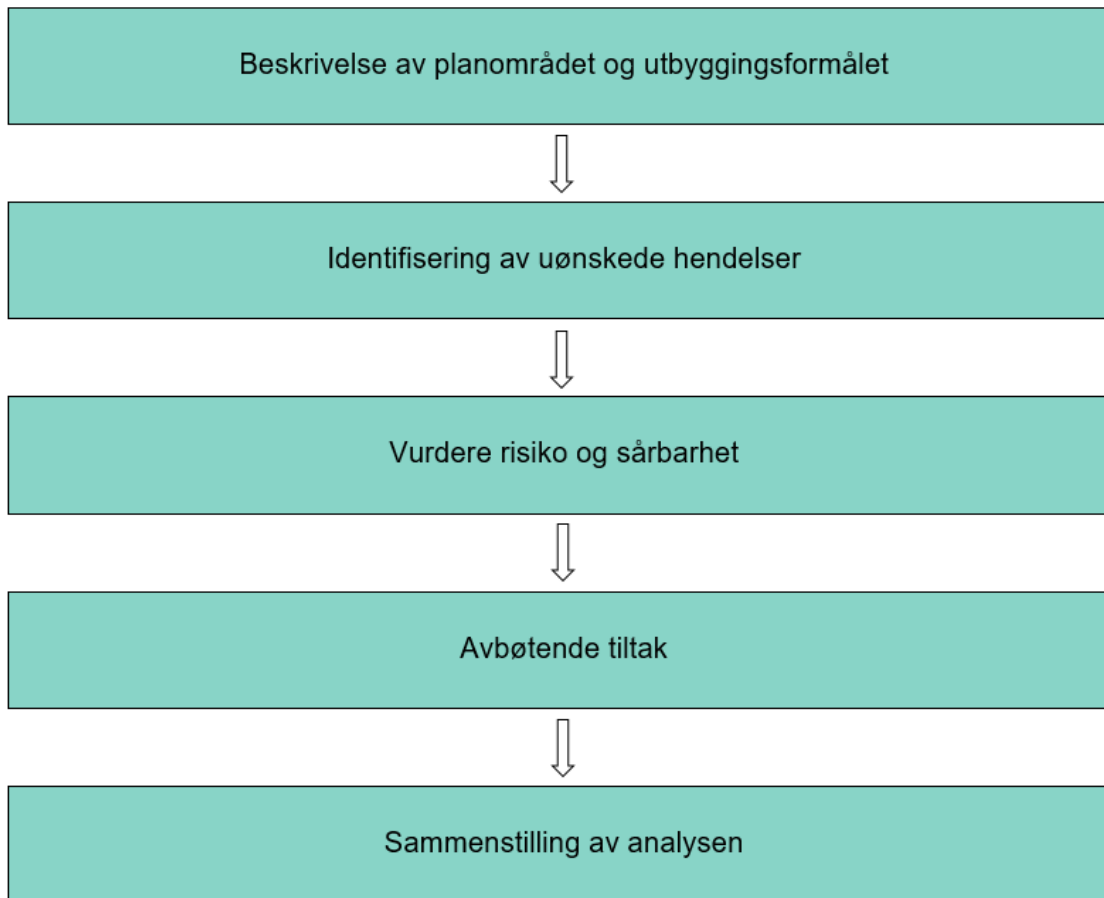 Beskrivelse av planområdet og utbyggingsformålet
Identifisering av uønskede hendelser
Vurdere risiko og sårbarhet
Avbøtende tiltak
Sammenstilling av analysen